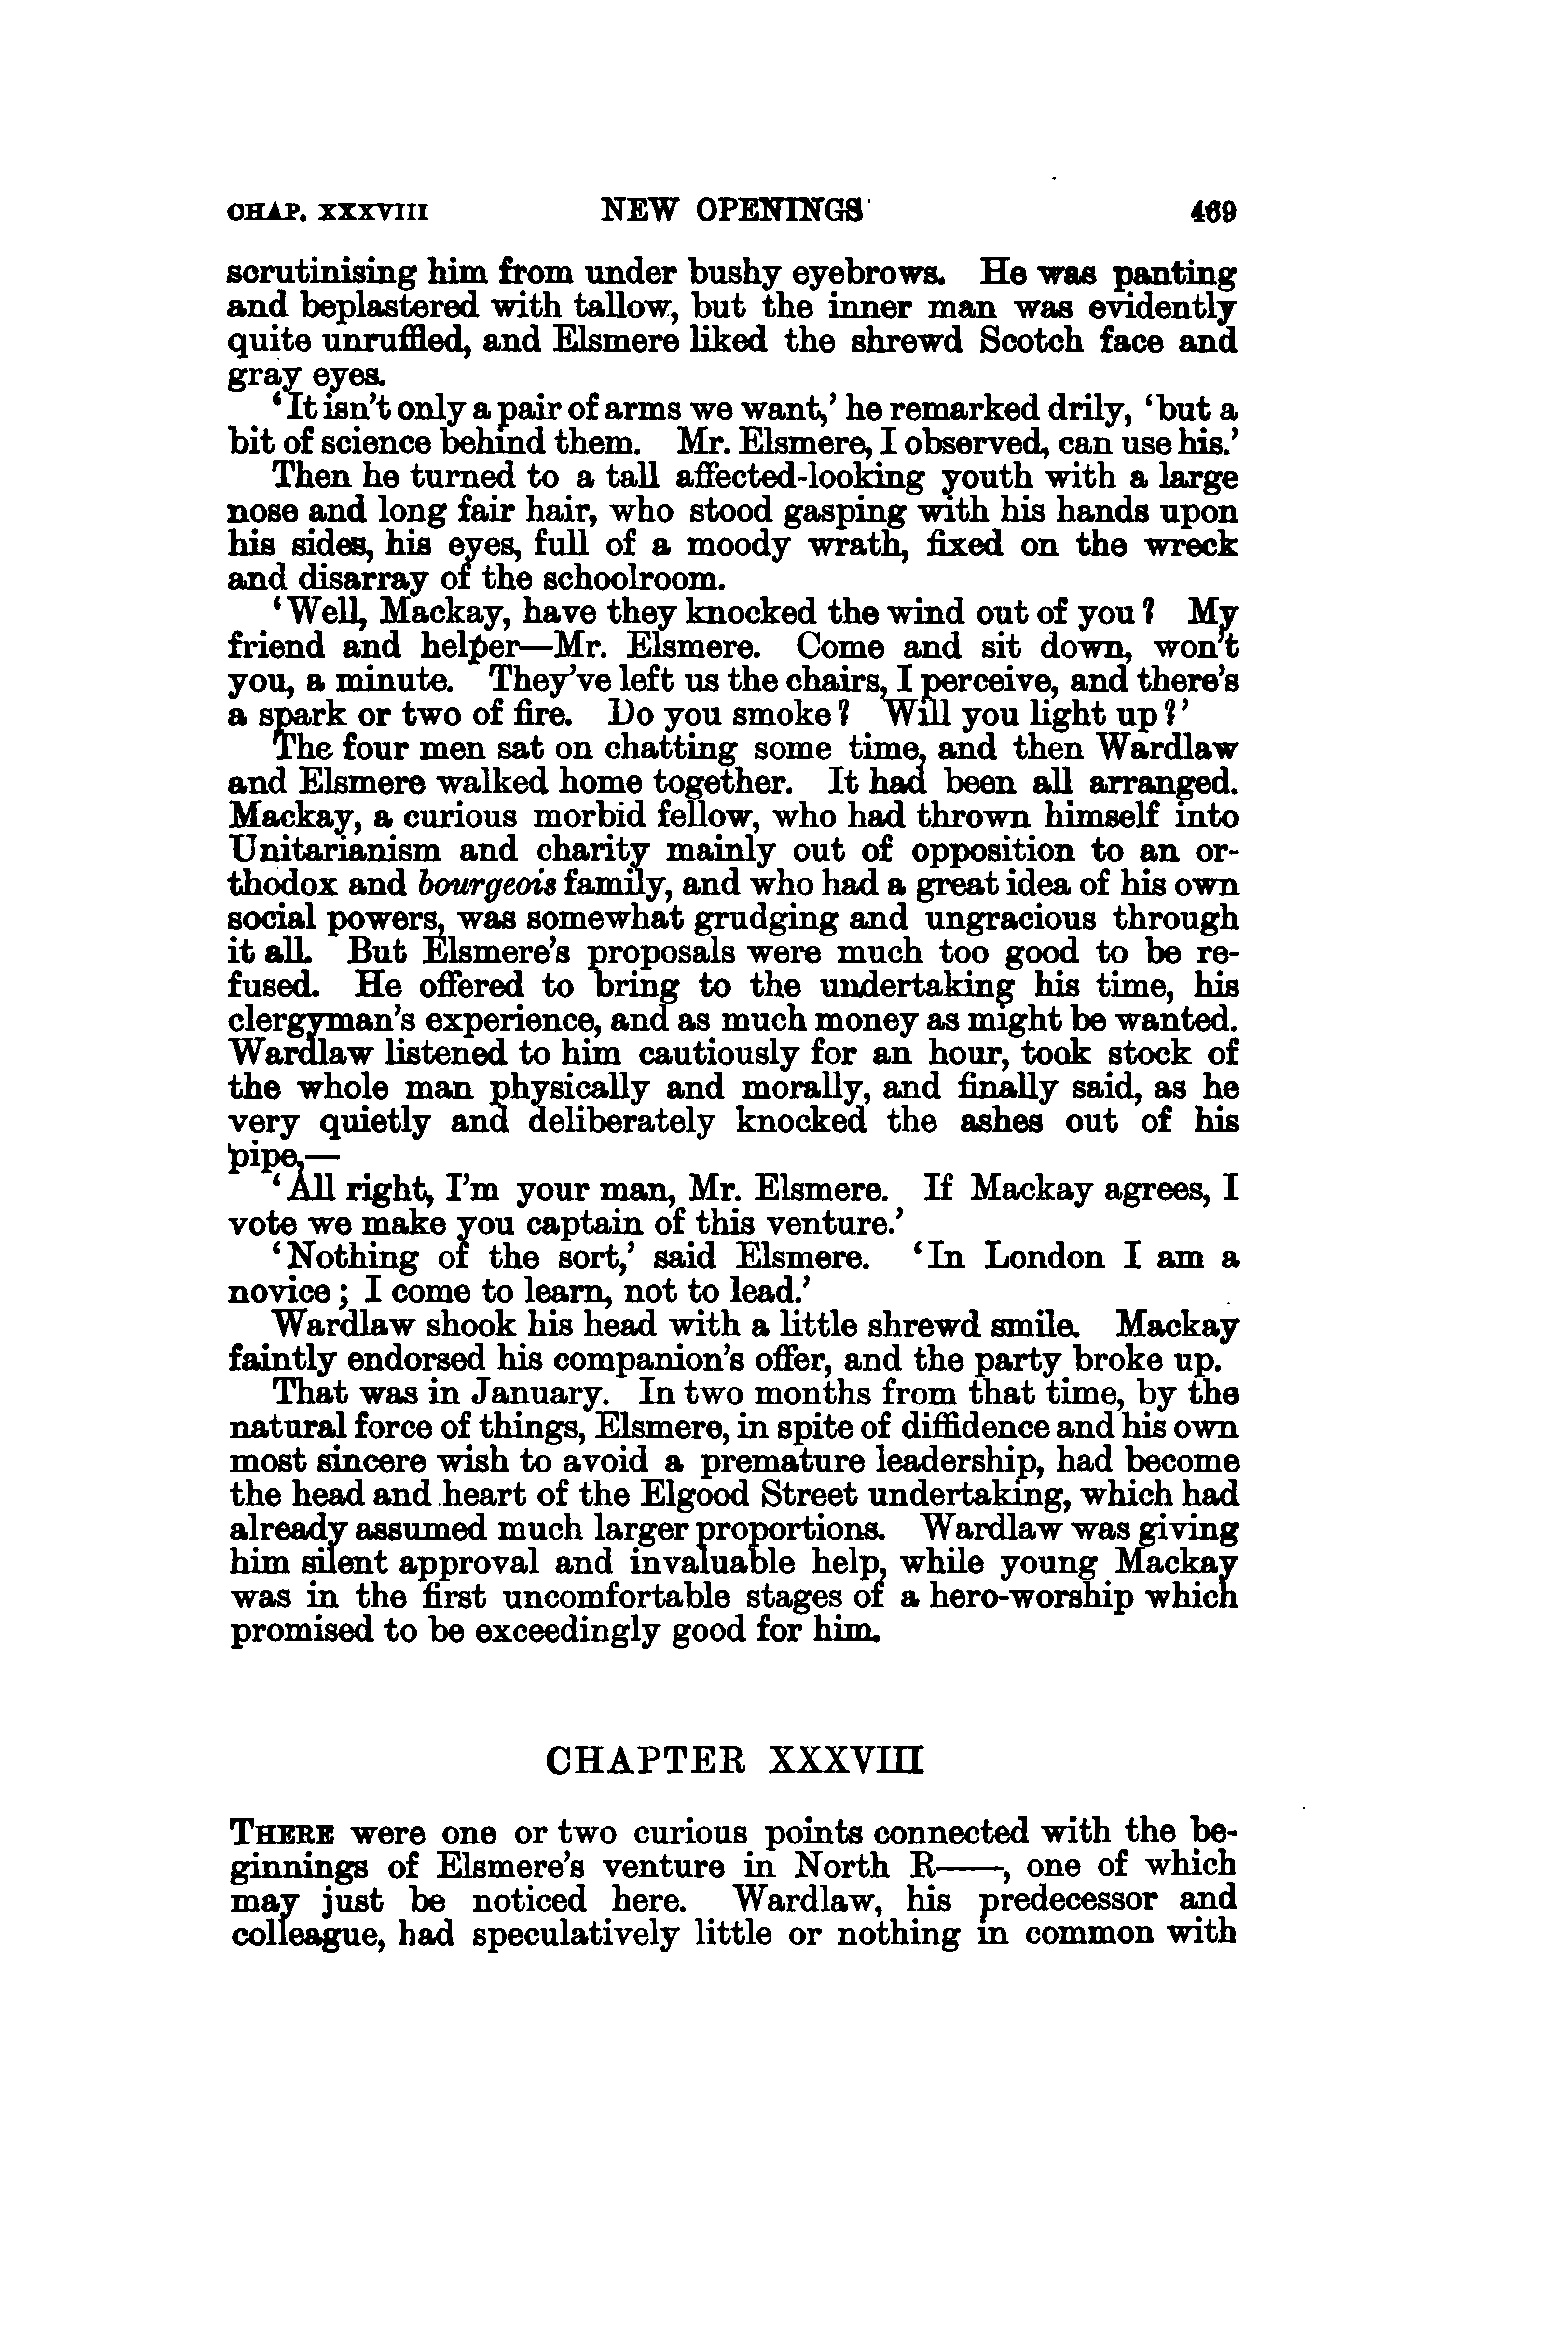 CHAP. XXXVIII NEW OPENINGS 469
scrutinising him from under bushy eyebrows. He was panting
and beplastered with tallow, but the inner man was evidently
quite unruffled, and Elsmere liked the shrewd Scotch face and
gray eyes.
‘It isn’t only a pair of arms we want,’ he remarked drily, ‘but a
bit of science behind them. Mr. Elsmere, I observed, can use his.’
Then he turned to a tall affected-looking youth with a large
nose and long fair hair, who stood gasping with his hands upon
his sides, his eyes, full of a moody wrath, fixed on the wreck
and disarray of the schoolroom.
‘Well, Mackay, have they knocked the wind out of you? My
friend and helper—Mr. Elsmere. Come and sit down, won’t
you, a minute. They’ve left us the chairs, I perceive, and there’s
a spark or two of fire. Do you smoke? Will you light up?’
The four men sat on chatting some time, and then Wardlaw
and Elsmere walked home together. It had been all arranged.
Mackay, a curious morbid fellow, who had thrown himself into
Unitarianism and charity mainly out of opposition to an or-
thodox and bourgeois family, and who had a great idea of his own
social powers, was somewhat grudging and ungracious through
it all. But Elsmere’s proposals were much too good to be re-
fused. He offered to bring to the undertaking his time, his
clergyman’s experience, and as much money as might be wanted.
Wardlaw listened to him cautiously for an hour, took stock of
the whole man physically and morally, and finally said, as he
very quietly and deliberately knocked the ashes out of his
pipe,—
‘All right, I’m your man, Mr. Elsmere. If Mackay agrees, I
vote we make you captain of this venture.’
‘Nothing of the sort,’ said Elsmere. ‘In London I am a
novice; I come to learn, not to lead.’
Wardlaw shook his head with a little shrewd smile. Mackay
faintly endorsed his companion’s offer, and the party broke up.
That was in January. In two months from that time, by the
natural force of things, Elsmere, in spite of diffidence and his own
most sincere wish to avoid a premature leadership, had become
the head and heart of the Elgood Street undertaking, which had
already assumed much larger proportions. Wardlaw was giving
him silent approval and invaluable help, while young Mackay
was in the first uncomfortable stages of a hero-worship which
promised to be exceedingly good for him.
CHAPTER XXXVIII
THERE were one or two curious points connected with the be-
ginnings of Elsmere’s venture in North R——, one of which
may just be noticed here. Wardlaw, his predecessor and
colleague, had speculatively little or nothing in common with